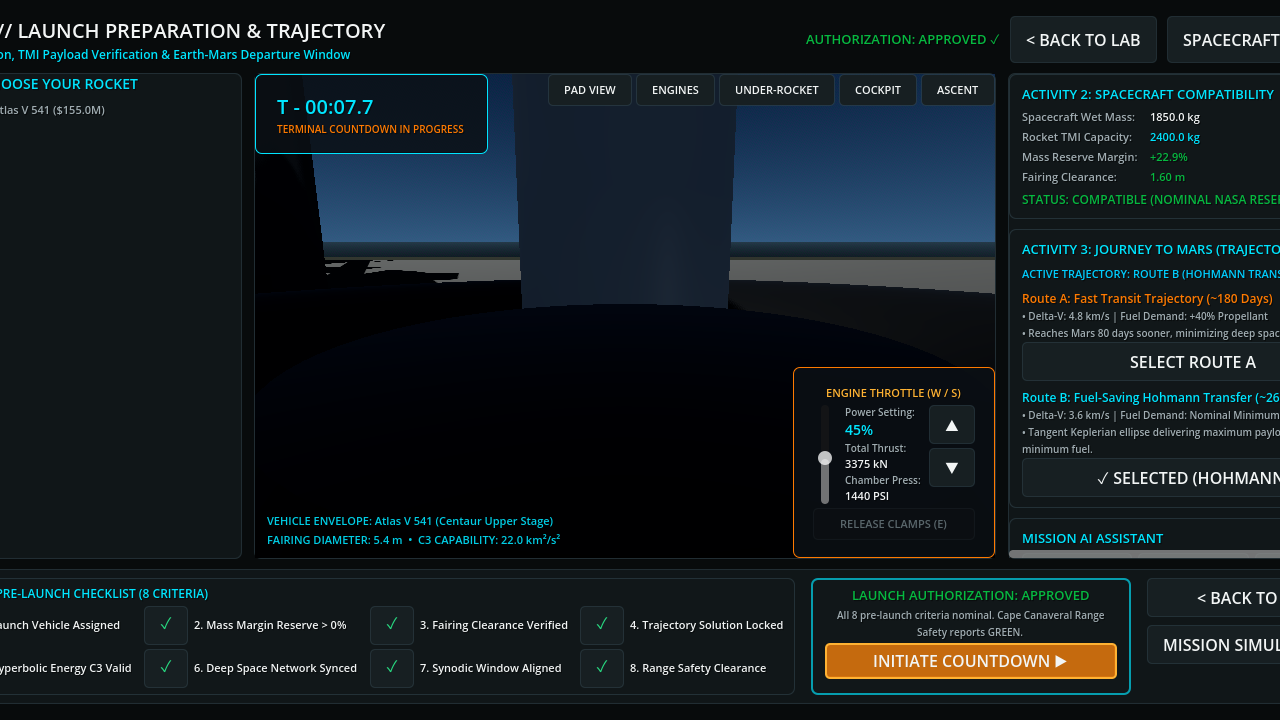 // LAUNCH PREPARATION & TRAJECTORY
on, TMI Payload Verification & Earth-Mars Departure Window
AUTHORIZATION: APPROVED ✓
< BACK TO LAB
SPACECRAFT
OOSE YOUR ROCKET
tlas V 541 ($155.0M)
T - 00:07.7
TERMINAL COUNTDOWN IN PROGRESS
PAD VIEW
ENGINES
UNDER-ROCKET
COCKPIT
ASCENT
ENGINE THROTTLE (W / S)
Power Setting:
45%
Total Thrust:
3375 kN
Chamber Press:
1440 PSI
▲
▼
RELEASE CLAMPS (E)
VEHICLE ENVELOPE: Atlas V 541 (Centaur Upper Stage)
FAIRING DIAMETER: 5.4 m • C3 CAPABILITY: 22.0 km²/s²
ACTIVITY 2: SPACECRAFT COMPATIBILITY
Spacecraft Wet Mass: 1850.0 kg
Rocket TMI Capacity: 2400.0 kg
Mass Reserve Margin: +22.9%
Fairing Clearance: 1.60 m
STATUS: COMPATIBLE (NOMINAL NASA RESE
ACTIVITY 3: JOURNEY TO MARS (TRAJECTO
ACTIVE TRAJECTORY: ROUTE B (HOHMANN TRANS
Route A: Fast Transit Trajectory (~180 Days)
• Delta-V: 4.8 km/s | Fuel Demand: +40% Propellant
• Reaches Mars 80 days sooner, minimizing deep spac
SELECT ROUTE A
Route B: Fuel-Saving Hohmann Transfer (~26
• Delta-V: 3.6 km/s | Fuel Demand: Nominal Minimum
• Tangent Keplerian ellipse delivering maximum paylo
minimum fuel.
✓ SELECTED (HOHMANN
MISSION AI ASSISTANT
PRE-LAUNCH CHECKLIST (8 CRITERIA)
aunch Vehicle Assigned
✓ 2. Mass Margin Reserve > 0%
✓ 3. Fairing Clearance Verified
✓ 4. Trajectory Solution Locked
yperbolic Energy C3 Valid
✓ 6. Deep Space Network Synced
✓ 7. Synodic Window Aligned
✓ 8. Range Safety Clearance
LAUNCH AUTHORIZATION: APPROVED
All 8 pre-launch criteria nominal. Cape Canaveral Range
Safety reports GREEN.
INITIATE COUNTDOWN ▶
< BACK TO
MISSION SIMUL